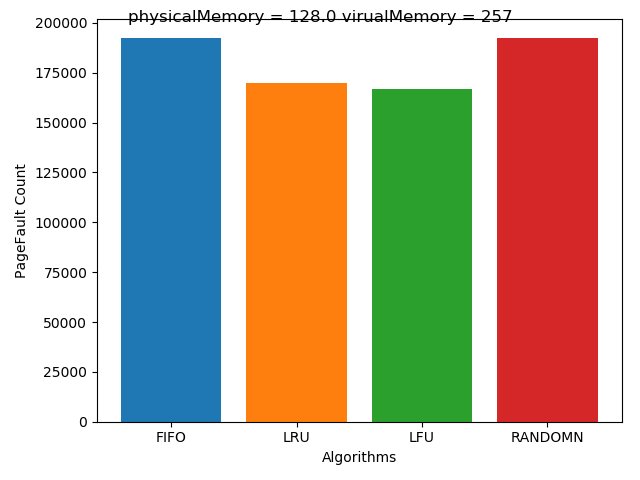 physicalMemory = 128.0 virualMemory = 257
200000
175000
150000
125000
100000
75000
50000
25000
0
PageFault Count
FIFO LRU LFU RANDOMN
Algorithms